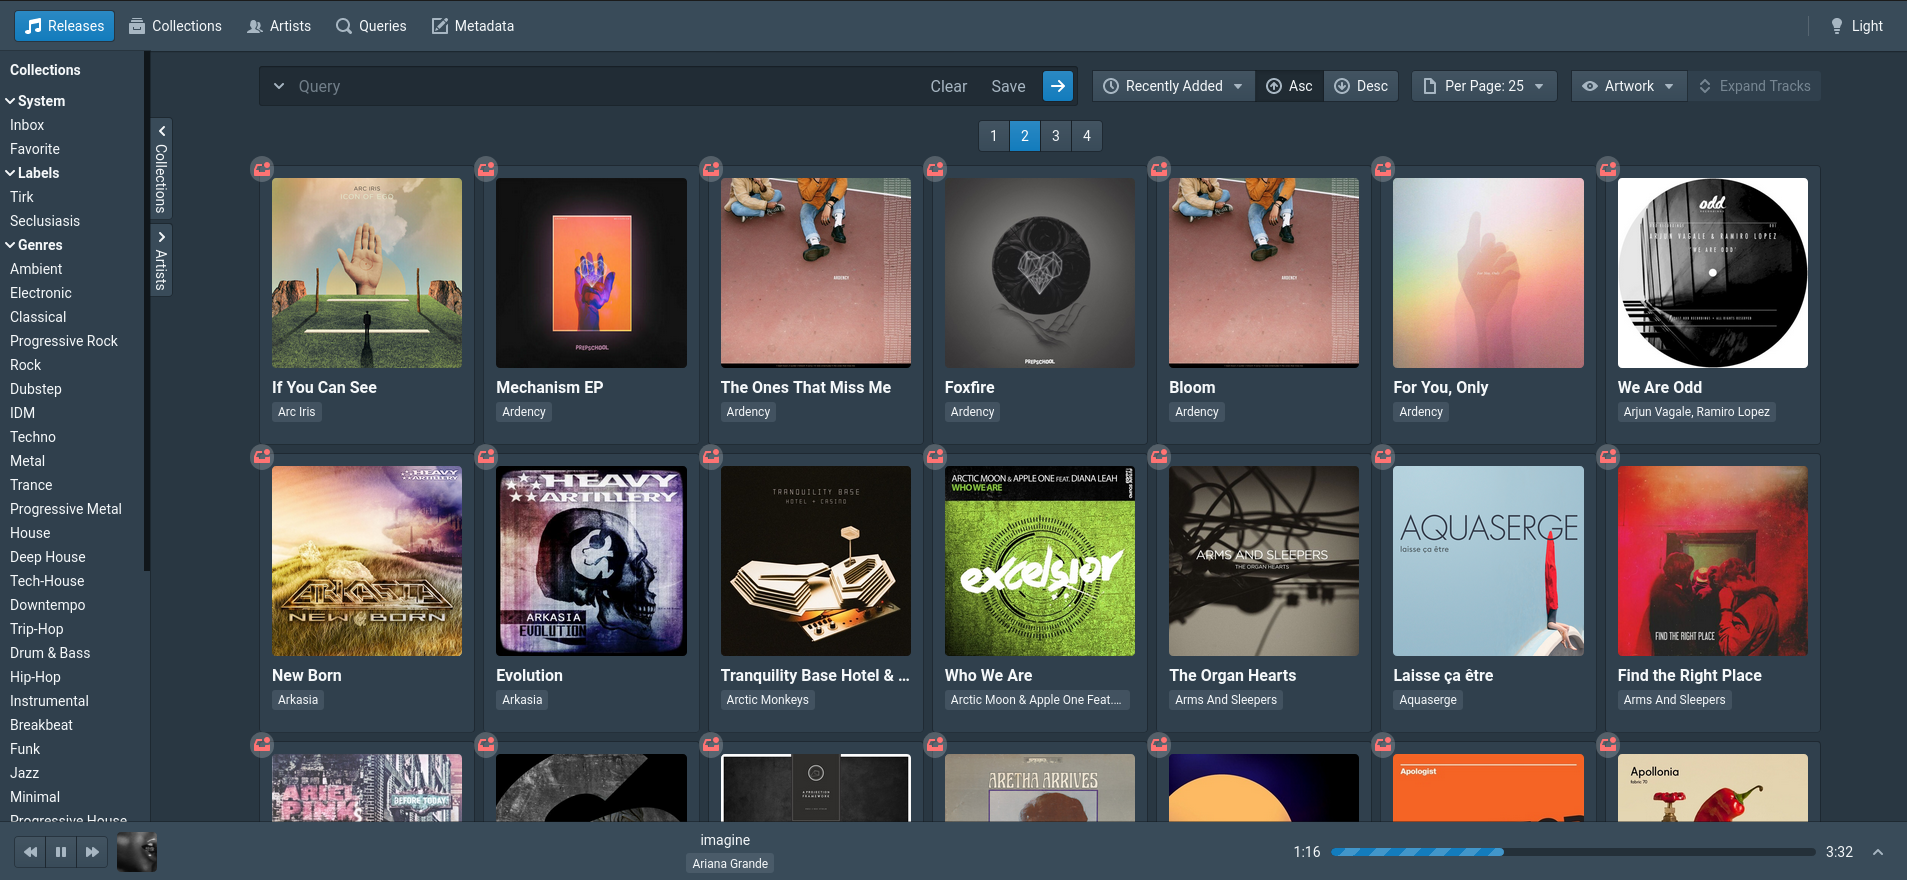 Releases
Collections
Artists
Queries
Metadata
Light
Collections
System
Inbox
Favorite
Labels
Tirk
Seclusiasis
Genres
Ambient
Electronic
Classical
Progressive Rock
Rock
Dubstep
IDM
Techno
Metal
Trance
Progressive Metal
House
Deep House
Tech-House
Downtempo
Trip-Hop
Drum & Bass
Hip-Hop
Instrumental
Breakbeat
Funk
Jazz
Minimal
Progressive House
Collections
Artists
Query
Clear
Save
Recently Added
Asc
Desc
Per Page: 25
Artwork
Expand Tracks
1
2
3
4
ARC IRIS
If You Can See
Arc Iris
PREPSCHOOL
Mechanism EP
Ardency
ARDENCY
The Ones That Miss Me
Ardency
PREPSCHOOL
Foxfire
Ardency
ARDENCY
Bloom
Ardency
For You, Only
Ardency
odd
ARJUN VAGALE & RAMIRO LOPEZ
WE ARE ODD
We Are Odd
Arjun Vagale, Ramiro Lopez
HEAVY
ARTILLERY
ARKASIA
NEW BORN
New Born
Arkasia
HEAVY
ARTILLERY
ARKASIA
EVOLUTION
Evolution
Arkasia
TRANQUILITY BASE
HOTEL + CASINO
Tranquility Base Hotel & ...
Arctic Monkeys
ARCTIC MOON & APPLE ONE FEAT. DIANA LEAH
WHO WE ARE
excelsior
Who We Are
Arctic Moon & Apple One Feat....
ARMS AND SLEEPERS
THE ORGAN HEARTS
The Organ Hearts
Arms And Sleepers
AQUASERGE
laisse ça être
Laisse ça être
Aquaserge
FIND THE RIGHT PLACE
Find the Right Place
Arms And Sleepers
ARIEL
PINK'S
BEFORE TODAY
ARETHA ARRIVES
Apologist
Apollonia
fabric 70
imagine
Ariana Grande
1:16
3:32